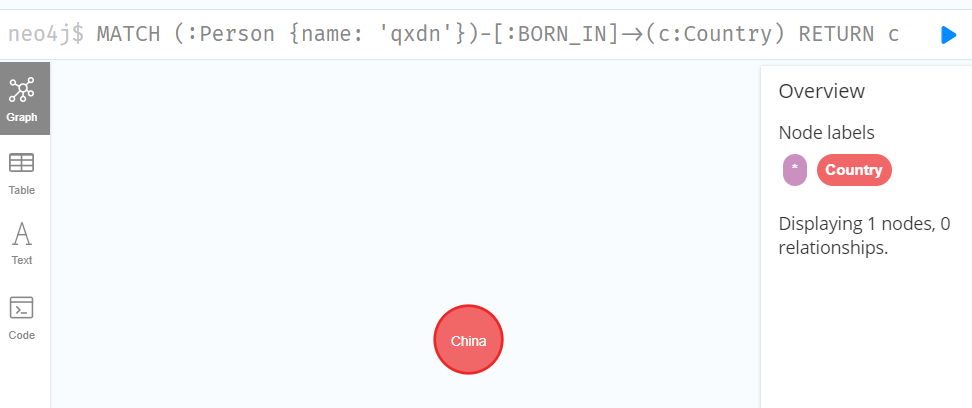 neo4j$ MATCH (:Person {name: 'qxdn'})-[:BORN_IN]->(c:Country) RETURN c
Graph
Table
Text
Code
China
Overview
Node labels
* Country
Displaying 1 nodes, 0
relationships.